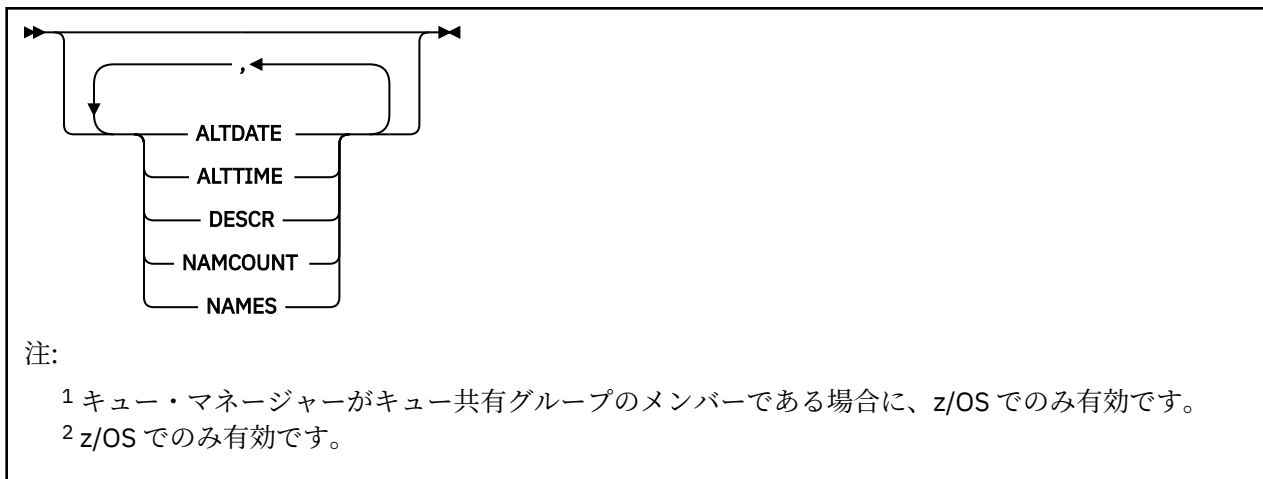 ,
ALTDATE
ALTTIME
DESCR
NAMCOUNT
NAMES
注:
1 キュー・マネージャーがキュー共有グループのメンバーである場合に、z/OS でのみ有効です。
2 z/OS でのみ有効です。